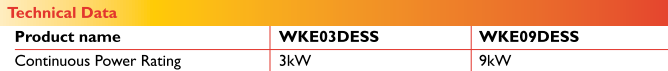 Technical Data
Product name WKE03DESS WKE09DESS
Continuous Power Rating 3kW 9kW